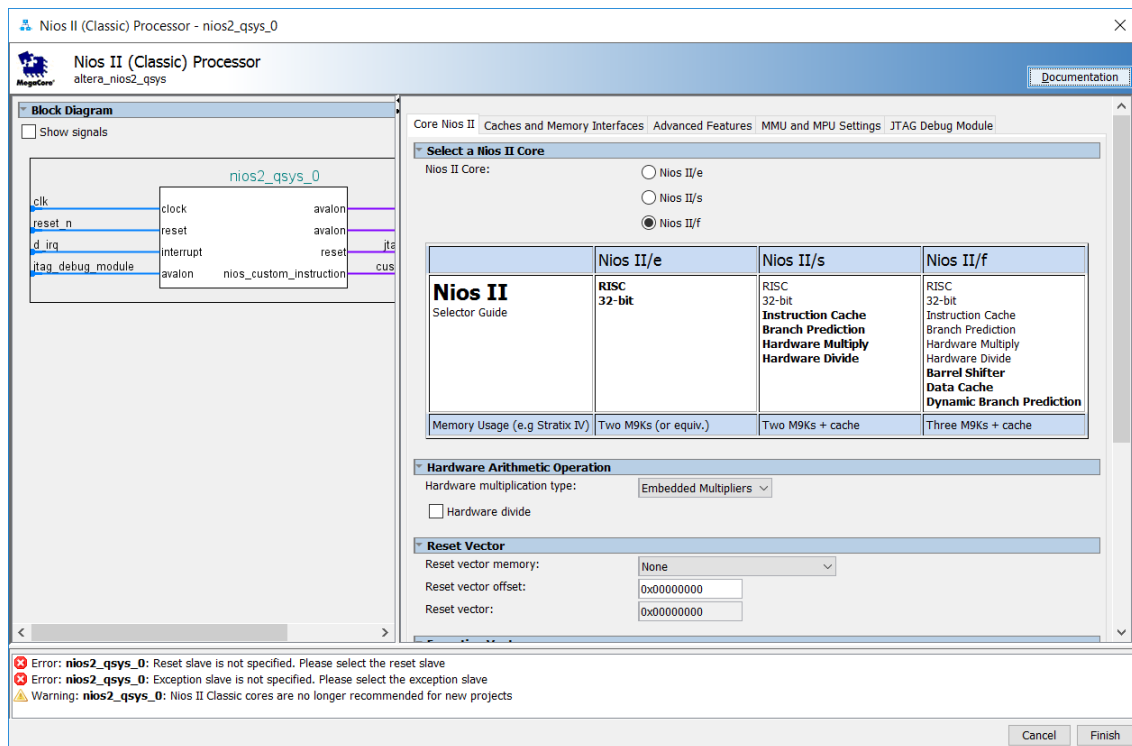 Nios II (Classic) Processor - nios2_qsys_0
Nios II (Classic) Processor
altera_nios2_qsys
MegaCore'
Documentation
Block Diagram
Show signals
nios2_qsys_0
clk
clock
avalon
reset_n
reset
avalon
d_irq
interrupt
reset
jta
jtag_debug_module
avalon
nios_custom_instruction
cus
Core Nios II
Caches and Memory Interfaces
Advanced Features
MMU and MPU Settings
JTAG Debug Module
Select a Nios II Core
Nios II Core:
Nios II/e
Nios II/s
Nios II/f
Nios II/e
Nios II/s
Nios II/f
Nios II
Selector Guide
RISC
32-bit
RISC
32-bit
Instruction Cache
Branch Prediction
Hardware Multiply
Hardware Divide
RISC
32-bit
Instruction Cache
Branch Prediction
Hardware Multiply
Hardware Divide
Barrel Shifter
Data Cache
Dynamic Branch Prediction
Memory Usage (e.g Stratix IV)
Two M9Ks (or equiv.)
Two M9Ks + cache
Three M9Ks + cache
Hardware Arithmetic Operation
Hardware multiplication type:
Embedded Multipliers
Hardware divide
Reset Vector
Reset vector memory:
None
Reset vector offset:
0x00000000
Reset vector:
0x00000000
Error: nios2_qsys_0: Reset slave is not specified. Please select the reset slave
Error: nios2_qsys_0: Exception slave is not specified. Please select the exception slave
Warning: nios2_qsys_0: Nios II Classic cores are no longer recommended for new projects
Cancel
Finish